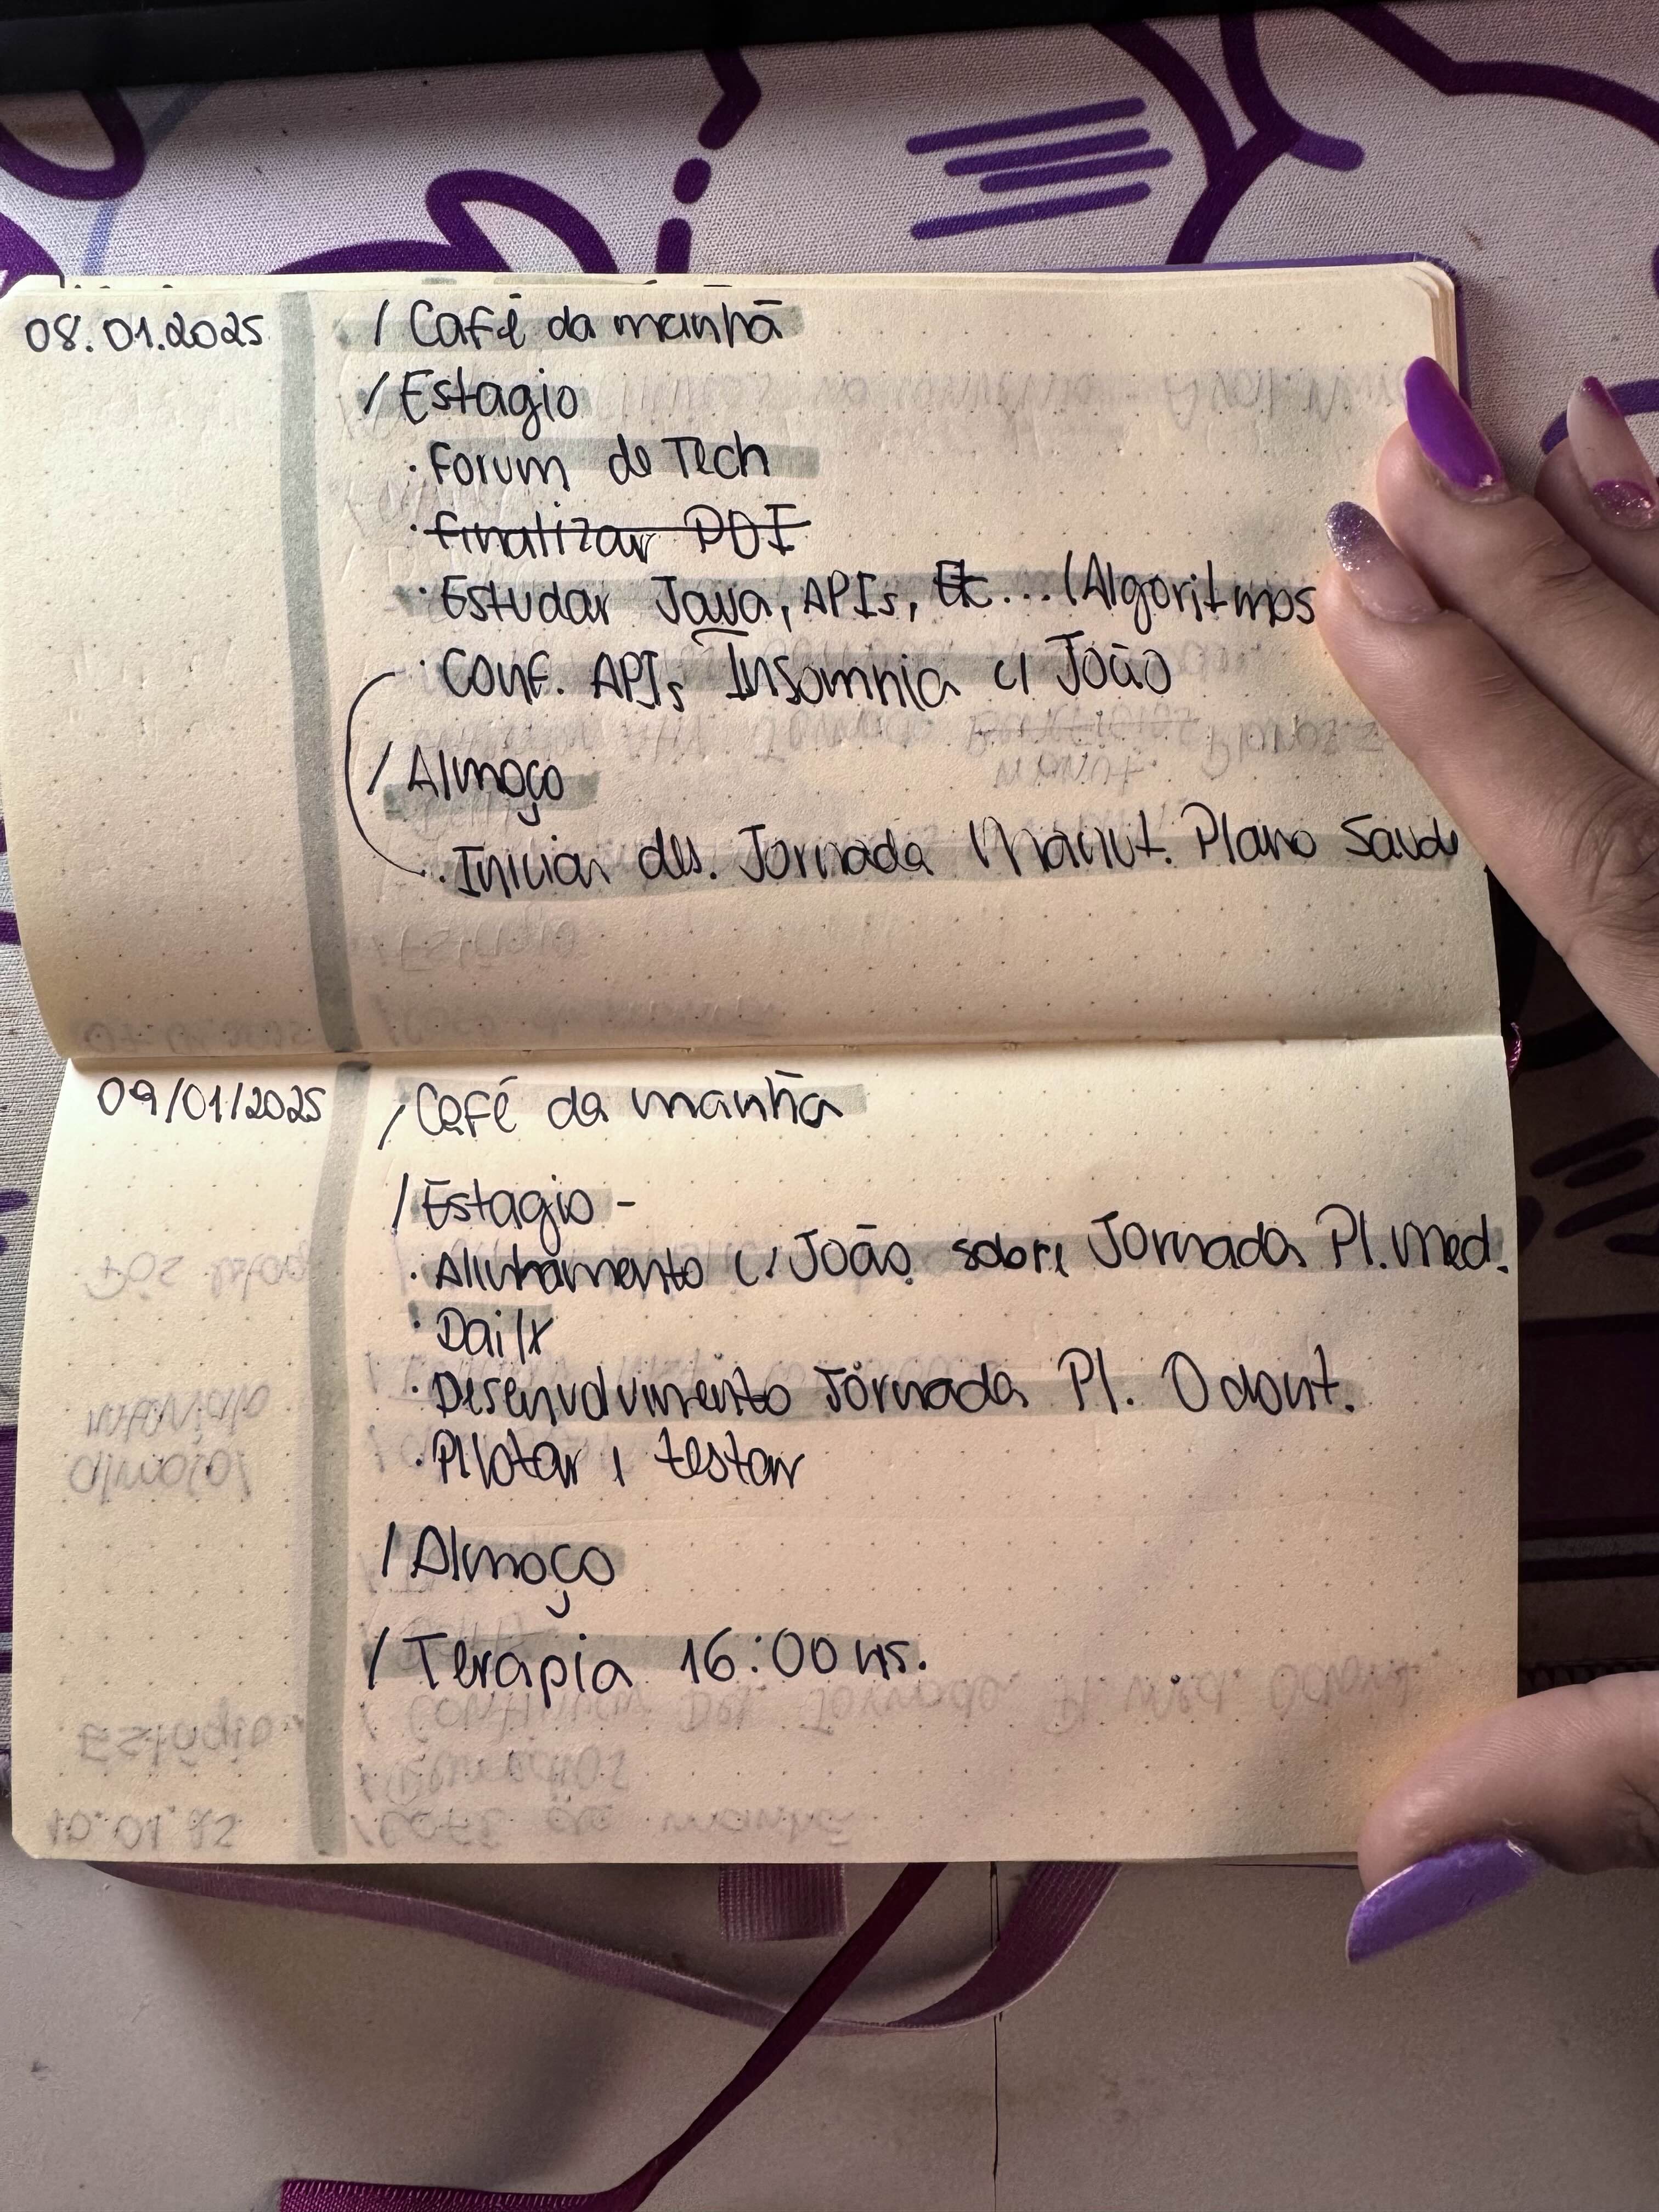 08.01.2025
/ Café da manhã
/ Estagio
· Forum de Tech
· Finalizar PDI
· Estudar Java, APIs, Etc... (Algoritmos
· Conf. APIs Insomnia c/ João
/ Almoço
· Iniciar des. Jornada Manut. Plano Saude
09/01/2025
/ Café da manhã
/ Estagio -
· Alinhamento c/ João sobre Jornada Pl. Med.
· Daily
· Desenvolvimento Jornada Pl. Odont.
· Pilotar e testar
/ Almoço
/ Terapia 16:00 hs.